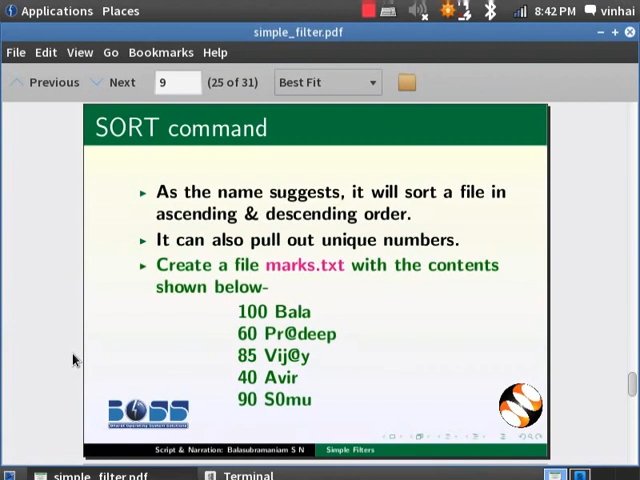 Applications Places 8:42 PM vinhai
simple_filter.pdf
File Edit View Go Bookmarks Help
Previous Next 9 (25 of 31) Best Fit
SORT command
As the name suggests, it will sort a file in
ascending & descending order.
It can also pull out unique numbers.
Create a file marks.txt with the contents
shown below-
100 Bala
60 Pr@deep
85 Vij@y
40 Avir
90 S0mu
BOSS
Script & Narration: Balasubramaniam S N Simple Filters
simple_filter.pdf Terminal